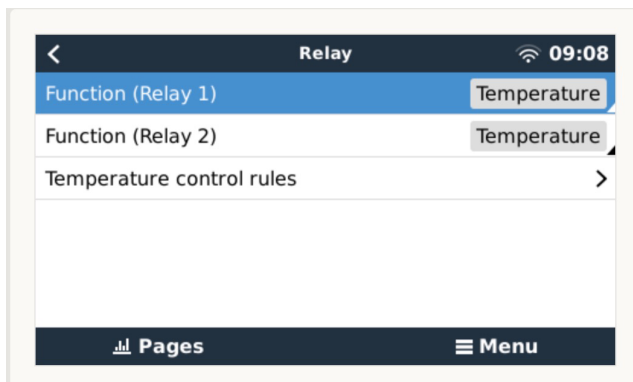 Relay 09:08
Function (Relay 1) Temperature
Function (Relay 2) Temperature
Temperature control rules
Pages Menu